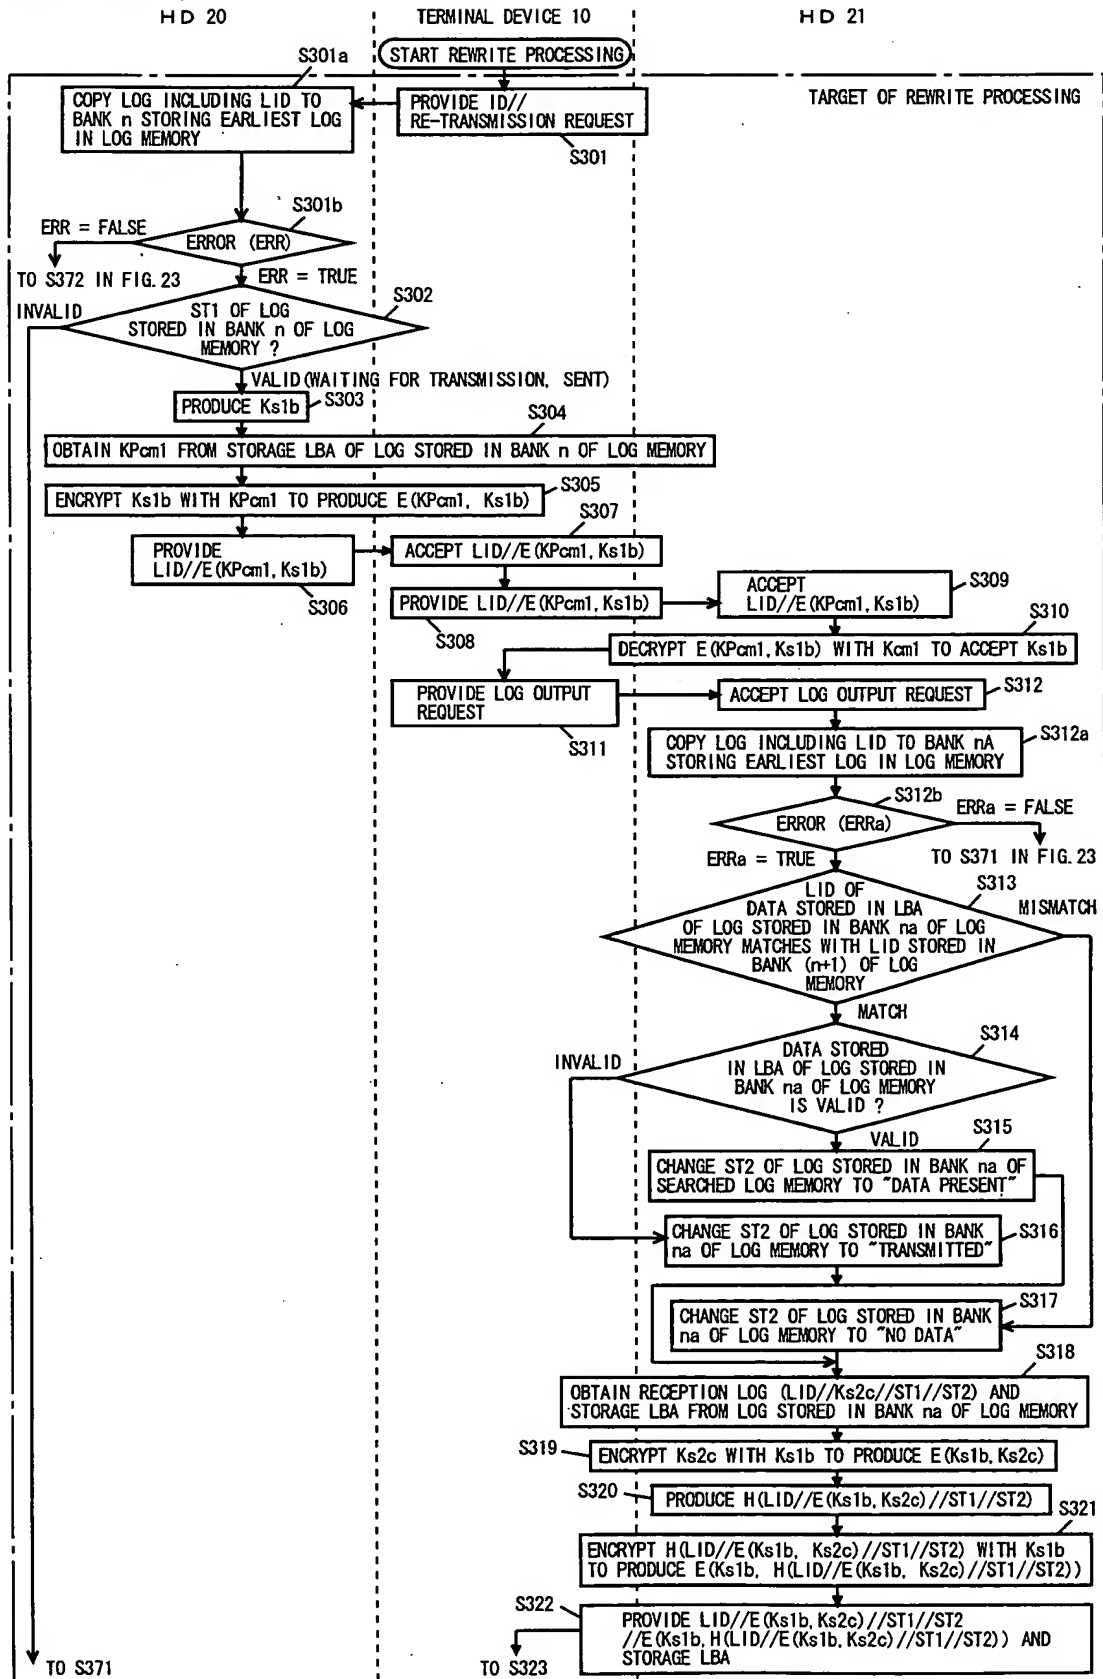 HD 20
TERMINAL DEVICE 10
HD 21
START REWRITE PROCESSING
S301a
TARGET OF REWRITE PROCESSING
COPY LOG INCLUDING LID TO
BANK n STORING EARLIEST LOG
IN LOG MEMORY
PROVIDE ID//
RE-TRANSMISSION REQUEST
S301
S301b
ERR = FALSE
ERROR (ERR)
TO S372 IN FIG.23
ERR = TRUE
S302
INVALID
ST1 OF LOG
STORED IN BANK n OF LOG
MEMORY ?
VALID(WAITING FOR TRANSMISSION, SENT)
PRODUCE Ks1b
S303
S304
OBTAIN KPcm1 FROM STORAGE LBA OF LOG STORED IN BANK n OF LOG MEMORY
S305
ENCRYPT Ks1b WITH KPcm1 TO PRODUCE E(KPcm1, Ks1b)
S307
PROVIDE
LID//E(KPcm1,Ks1b)
S306
ACCEPT LID//E(KPcm1,Ks1b)
PROVIDE LID//E(KPcm1,Ks1b)
S308
ACCEPT
LID//E(KPcm1,Ks1b)
S309
S310
DECRYPT E(KPcm1,Ks1b) WITH Kcm1 TO ACCEPT Ks1b
PROVIDE LOG OUTPUT
REQUEST
S311
ACCEPT LOG OUTPUT REQUEST
S312
COPY LOG INCLUDING LID TO BANK nA
STORING EARLIEST LOG IN LOG MEMORY
S312a
S312b
ERROR (ERRa)
ERRa = FALSE
ERRa = TRUE
TO S371 IN FIG.23
S313
LID OF
DATA STORED IN LBA
OF LOG STORED IN BANK na OF LOG
MEMORY MATCHES WITH LID STORED IN
BANK (n+1) OF LOG
MEMORY
MISMATCH
MATCH
S314
INVALID
DATA STORED
IN LBA OF LOG STORED IN
BANK na OF LOG MEMORY
IS VALID ?
VALID
S315
CHANGE ST2 OF LOG STORED IN BANK na OF
SEARCHED LOG MEMORY TO "DATA PRESENT"
CHANGE ST2 OF LOG STORED IN BANK
na OF LOG MEMORY TO "TRANSMITTED"
S316
S317
CHANGE ST2 OF LOG STORED IN BANK
na OF LOG MEMORY TO "NO DATA"
S318
OBTAIN RECEPTION LOG (LID//Ks2c//ST1//ST2) AND
STORAGE LBA FROM LOG STORED IN BANK na OF LOG MEMORY
S319
ENCRYPT Ks2c WITH Ks1b TO PRODUCE E(Ks1b,Ks2c)
S320
PRODUCE H(LID//E(Ks1b,Ks2c)//ST1//ST2)
S321
ENCRYPT H(LID//E(Ks1b, Ks2c)//ST1//ST2) WITH Ks1b
TO PRODUCE E(Ks1b, H(LID//E(Ks1b, Ks2c)//ST1//ST2))
S322
PROVIDE LID//E(Ks1b,Ks2c)//ST1//ST2
//E(Ks1b,H(LID//E(Ks1b,Ks2c)//ST1//ST2)) AND
STORAGE LBA
TO S371
TO S323